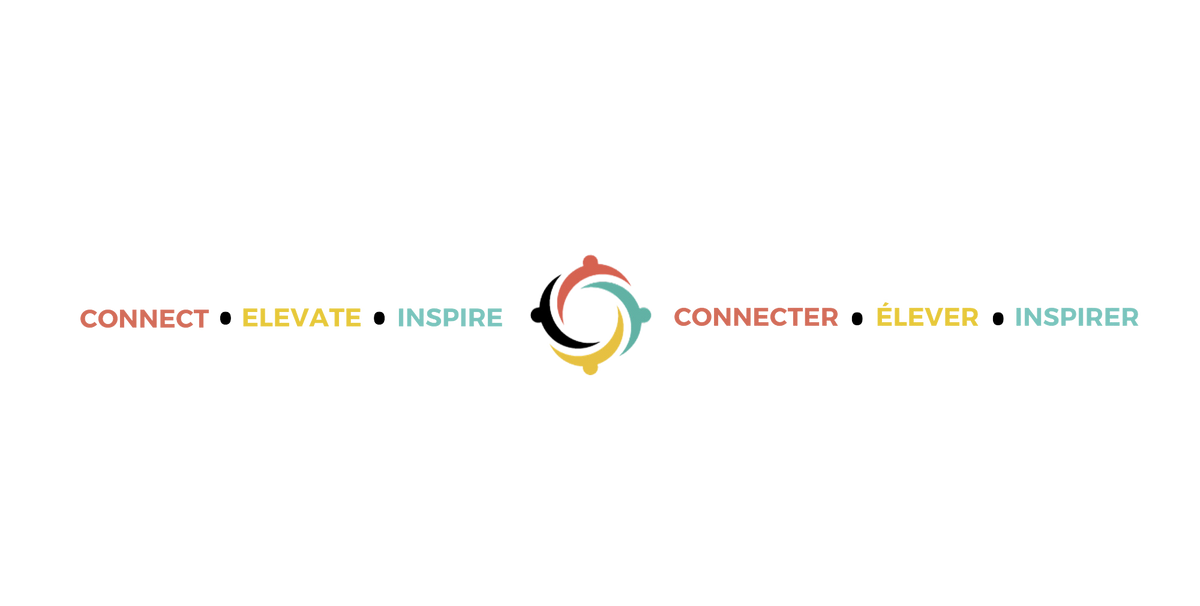 CONNECT • ELEVATE • INSPIRE CONNECTER • ÉLEVER • INSPIRER